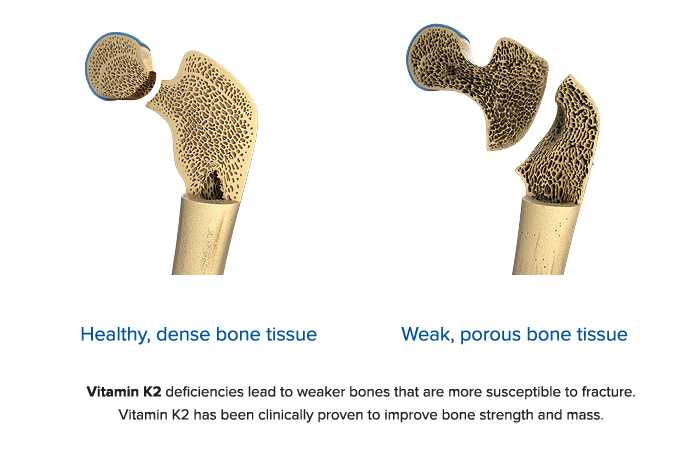 Healthy, dense bone tissue
Weak, porous bone tissue
Vitamin K2 deficiencies lead to weaker bones that are more susceptible to fracture.
Vitamin K2 has been clinically proven to improve bone strength and mass.